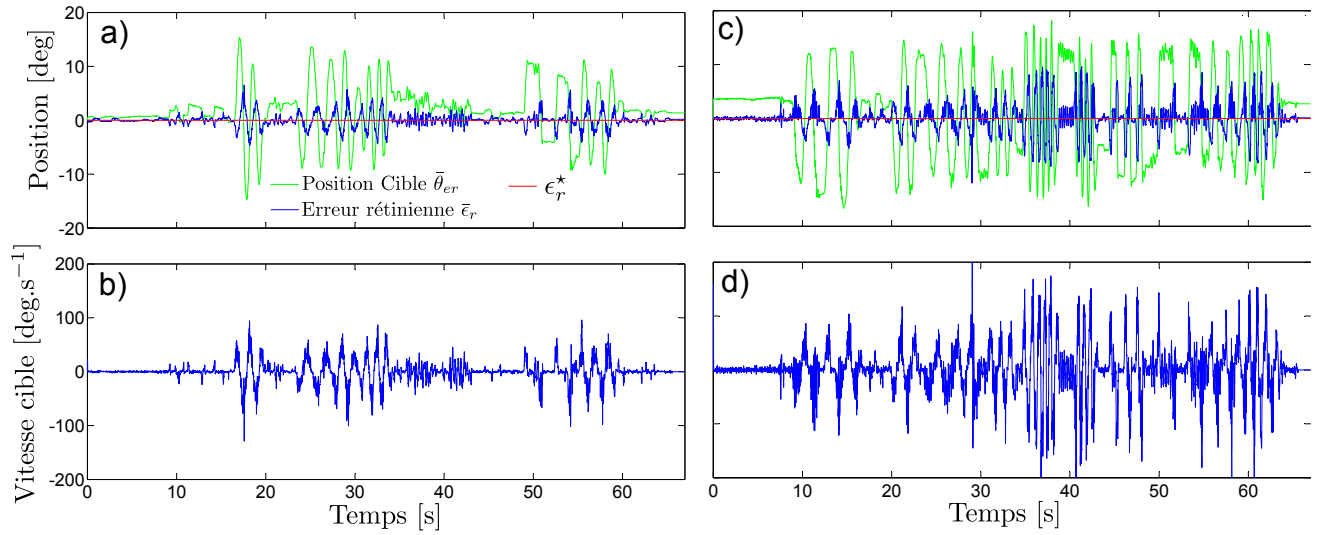 a)
c)
20
10
0
-10
-20
Position [deg]
Position Cible θ̄er
Erreur rétinienne ϵ̄r
ϵr⋆
b)
d)
200
100
0
-100
-200
Vitesse cible [deg.s−1]
0 10 20 30 40 50 60
0 10 20 30 40 50 60
Temps [s]
Temps [s]